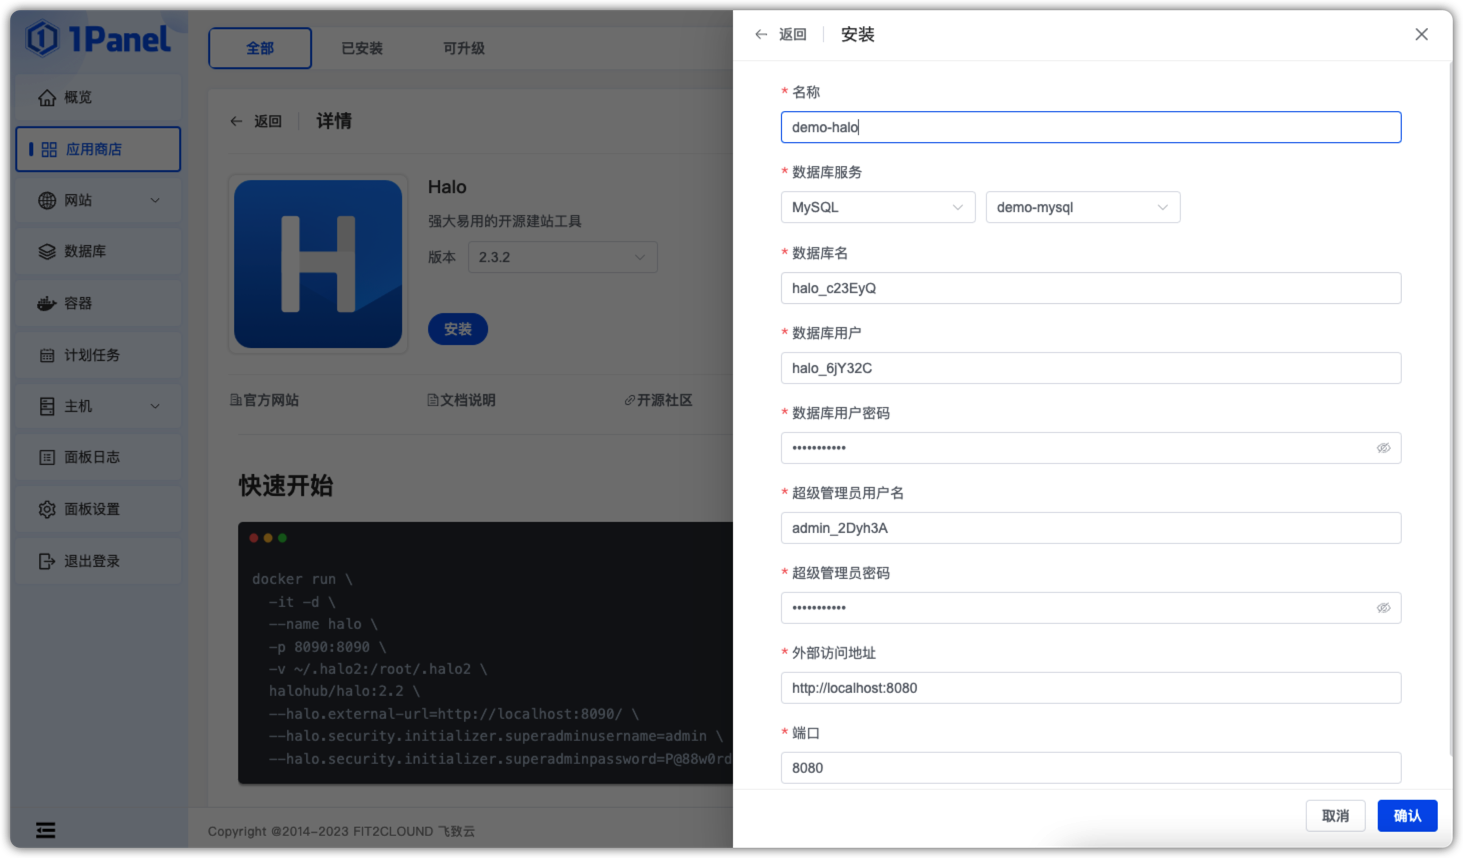 1Panel
概览
应用商店
网站
数据库
容器
计划任务
主机
面板日志
面板设置
退出登录
全部
已安装
可升级
返回
详情
Halo
强大易用的开源建站工具
版本
2.3.2
安装
官方网站
文档说明
开源社区
快速开始
docker run \
-it -d \
--name halo \
-p 8090:8090 \
-v ~/.halo2:/root/.halo2 \
halohub/halo:2.2 \
--halo.external-url=http://localhost:8090/ \
--halo.security.initializer.superadminusername=admin \
--halo.security.initializer.superadminpassword=P@88w0rd
Copyright @2014-2023 FIT2CLOUND 飞致云
返回
安装
* 名称
demo-halo
* 数据库服务
MySQL
demo-mysql
* 数据库名
halo_c23EyQ
* 数据库用户
halo_6jY32C
* 数据库用户密码
•••••••••••
* 超级管理员用户名
admin_2Dyh3A
* 超级管理员密码
•••••••••••
* 外部访问地址
http://localhost:8080
* 端口
8080
取消
确认